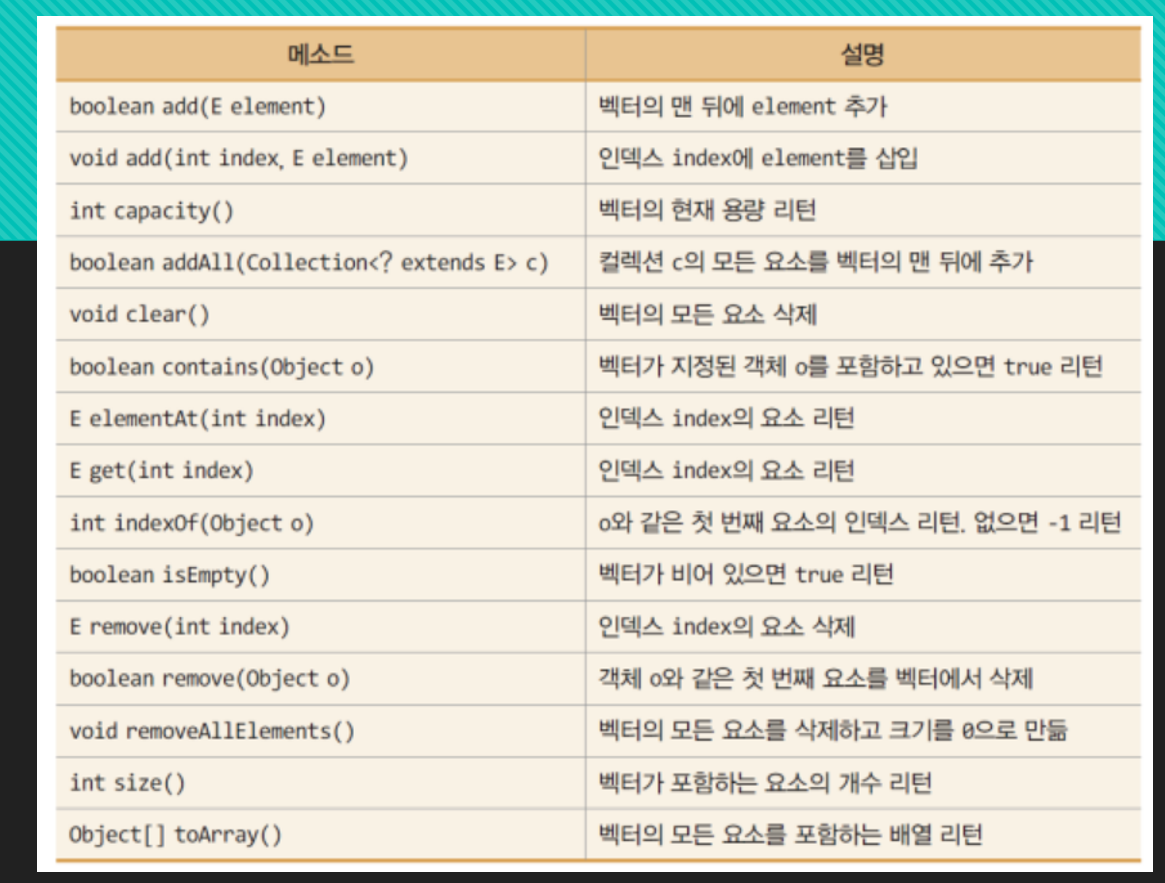 메소드 설명
boolean add(E element) 벡터의 맨 뒤에 element 추가
void add(int index, E element) 인덱스 index에 element를 삽입
int capacity() 벡터의 현재 용량 리턴
boolean addAll(Collection<? extends E> c) 컬렉션 c의 모든 요소를 벡터의 맨 뒤에 추가
void clear() 벡터의 모든 요소 삭제
boolean contains(Object o) 벡터가 지정된 객체 o를 포함하고 있으면 true 리턴
E elementAt(int index) 인덱스 index의 요소 리턴
E get(int index) 인덱스 index의 요소 리턴
int indexOf(Object o) o와 같은 첫 번째 요소의 인덱스 리턴. 없으면 -1 리턴
boolean isEmpty() 벡터가 비어 있으면 true 리턴
E remove(int index) 인덱스 index의 요소 삭제
boolean remove(Object o) 객체 o와 같은 첫 번째 요소를 벡터에서 삭제
void removeAllElements() 벡터의 모든 요소를 삭제하고 크기를 0으로 만듦
int size() 벡터가 포함하는 요소의 개수 리턴
Object[] toArray() 벡터의 모든 요소를 포함하는 배열 리턴